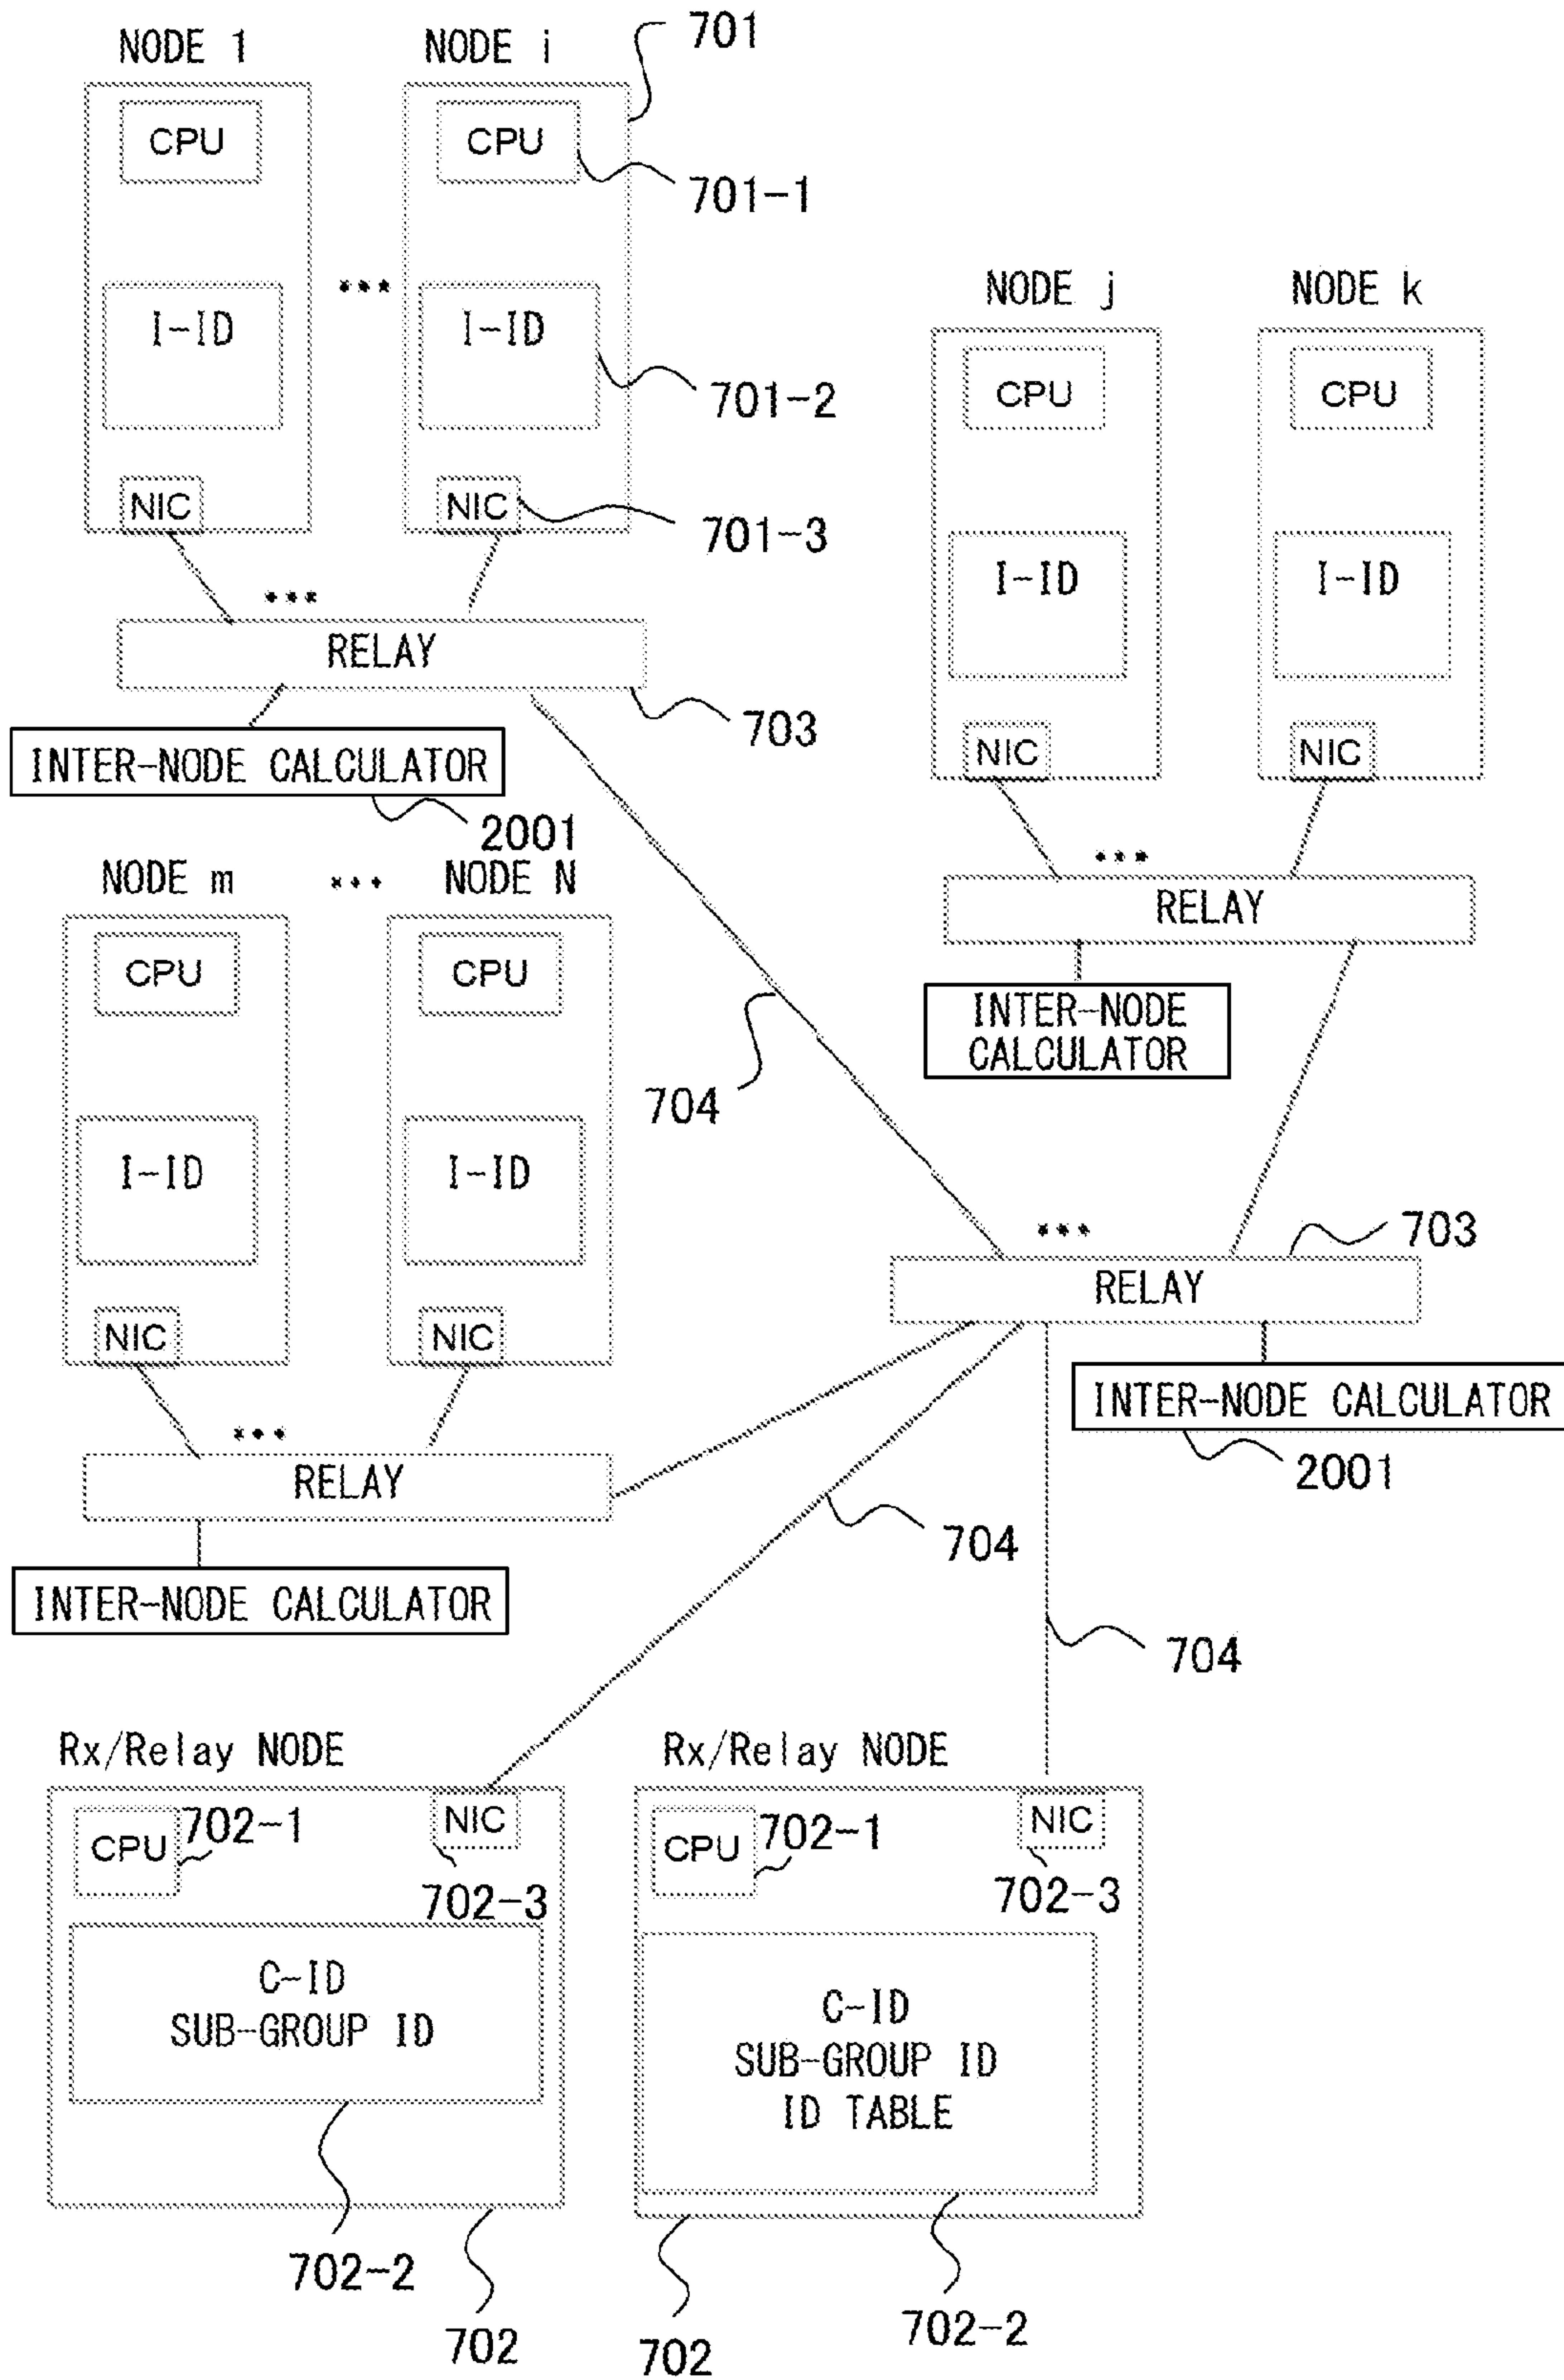 NODE 1
NODE i
701
CPU
CPU
701-1
...
I-ID
I-ID
701-2
NIC
NIC
701-3
...
RELAY
703
INTER-NODE CALCULATOR
2001
NODE j
NODE k
CPU
CPU
I-ID
I-ID
NIC
NIC
...
RELAY
INTER-NODE
CALCULATOR
NODE m
...
NODE N
CPU
CPU
704
I-ID
I-ID
NIC
NIC
...
RELAY
INTER-NODE CALCULATOR
...
703
RELAY
INTER-NODE CALCULATOR
2001
704
704
Rx/Relay NODE
CPU
702-1
NIC
702-3
C-ID
SUB-GROUP ID
702-2
702
Rx/Relay NODE
CPU
702-1
NIC
702-3
C-ID
SUB-GROUP ID
ID TABLE
702-2
702